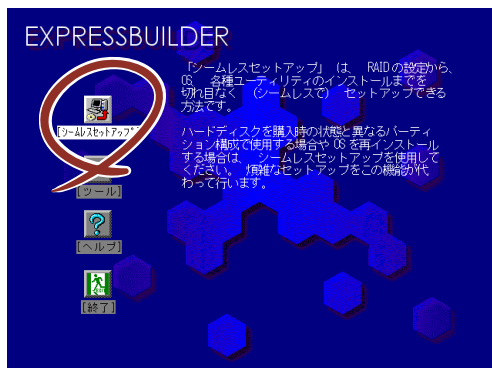 EXPRESSBUILDER
「シームレスセットアップ」 は、 RAIDの設定から、
OS、 各種ユーティリティのインストールまでを
切れ目なく、(シームレスで) セットアップできる
方法です。
ハードディスクを購入時の状態と異なるパーティ
ション構成で使用する場合や OSを再インストール
する場合は、 シームレスセットアップを使用して
ください。 煩雑なセットアップをこの機能が代
わって行います。
[シームレスセットアップ]
[ツール]
[ヘルプ]
[終了]